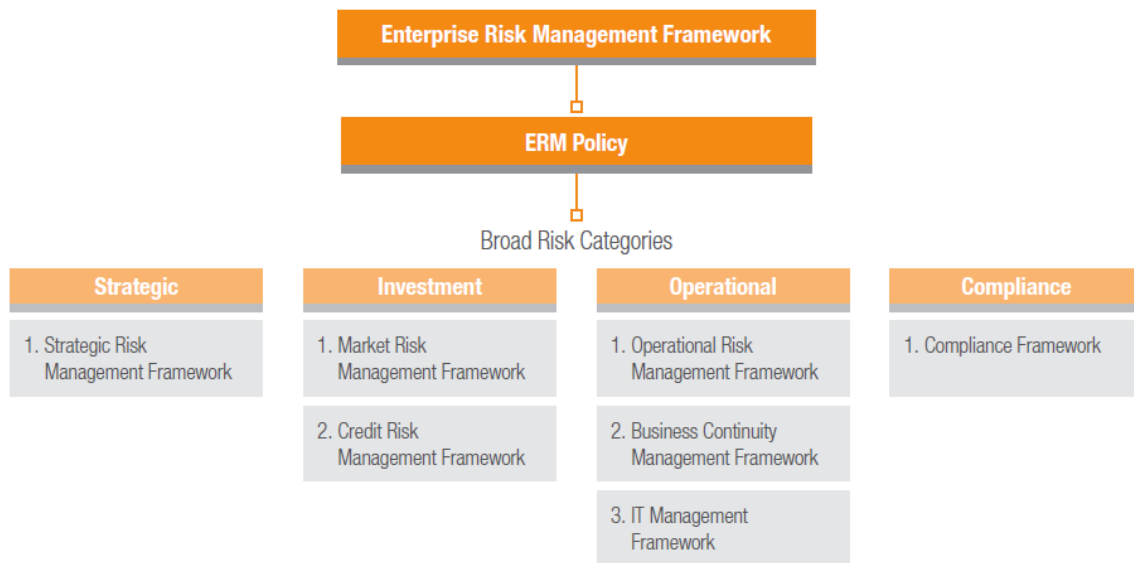 Enterprise Risk Management Framework
ERM Policy
Broad Risk Categories
Strategic
1. Strategic Risk
Management Framework
Investment
1. Market Risk
Management Framework
2. Credit Risk
Management Framework
Operational
1. Operational Risk
Management Framework
2. Business Continuity
Management Framework
3. IT Management
Framework
Compliance
1. Compliance Framework